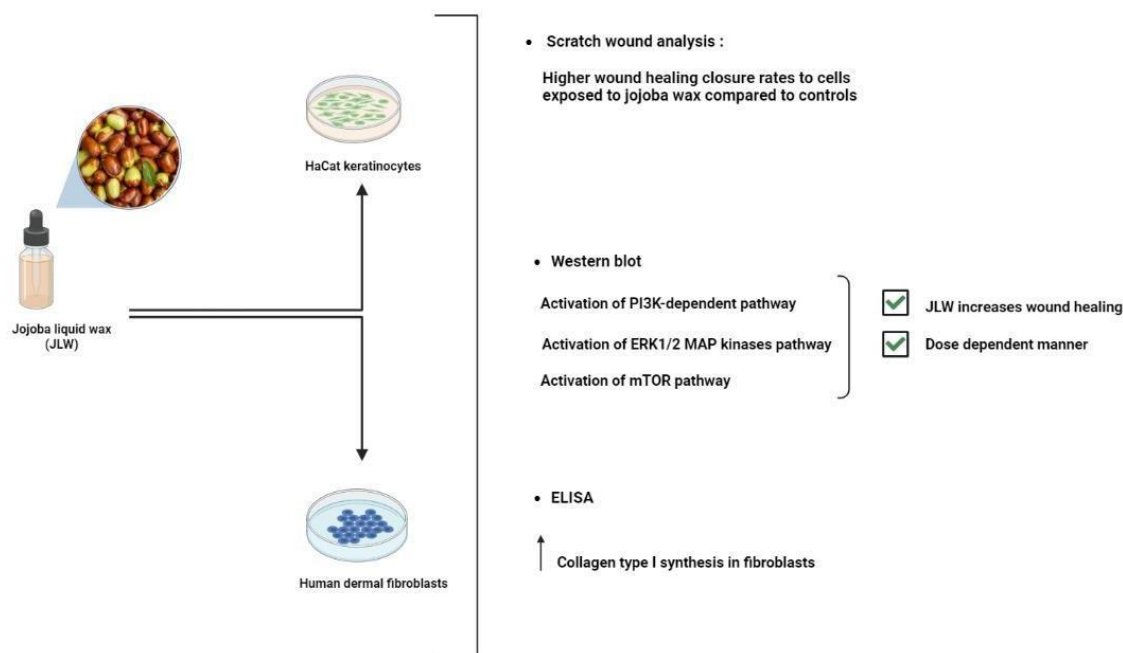 Scratch wound analysis :
Higher wound healing closure rates to cells
exposed to jojoba wax compared to controls
HaCat keratinocytes
Jojoba liquid wax
(JLW)
Western blot
Activation of PI3K-dependent pathway
Activation of ERK1/2 MAP kinases pathway
Activation of mTOR pathway
JLW increases wound healing
Dose dependent manner
ELISA
Collagen type I synthesis in fibroblasts
Human dermal fibroblasts